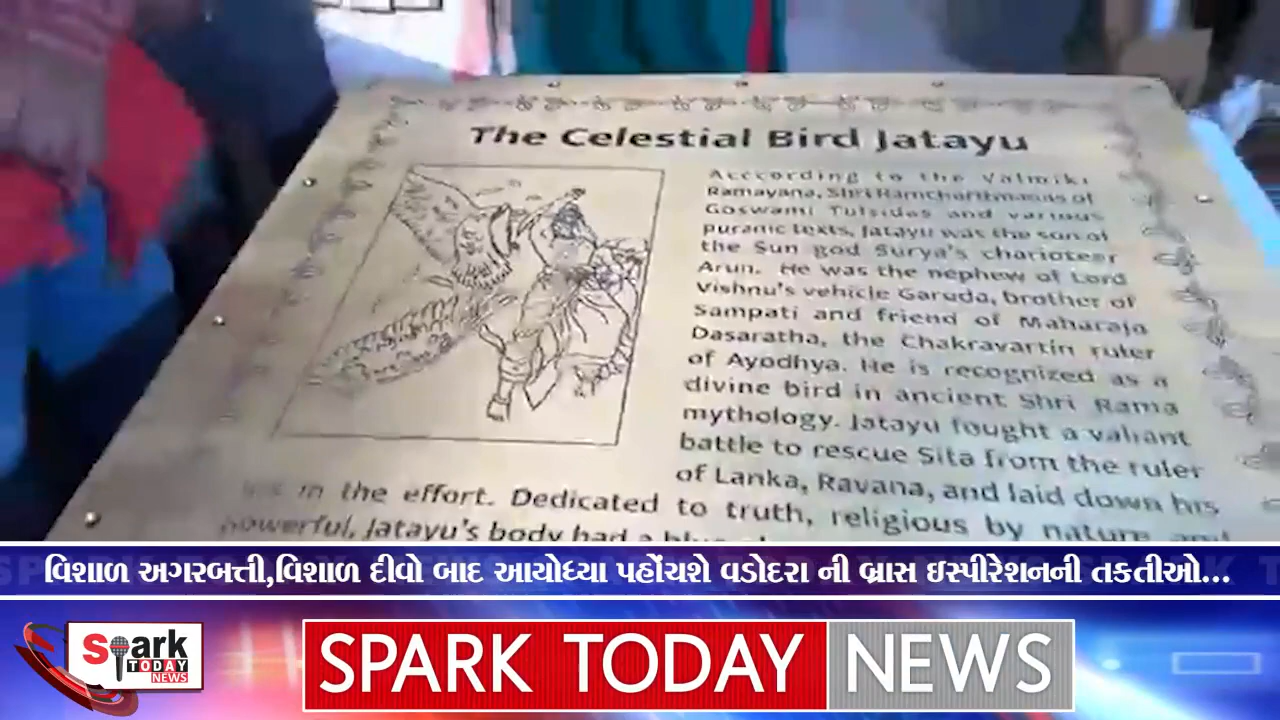 The Celestial Bird Jatayu
Acccording to the Valmiki
Ramayana, Shri Ramcharitmanas of
Goswami Tulsidas and various
puranic texts, Jatayu was the son of
the Sun god Surya's charioteer
Arun. He was the nephew of Lord
Vishnu's vehicle Garuda, brother of
Sampati and friend of Maharaja
Dasaratha, the Chakravartin ruler
of Ayodhya. He is recognized as a
divine bird in ancient Shri Rama
mythology. Jatayu fought a valiant
battle to rescue Sita from the ruler
of Lanka, Ravana, and laid down his
in the effort. Dedicated to truth, religious by nature and
powerful, Jatayu's body had a
વિશાળ અગરબત્તી,વિશાળ દીવો બાદ આયોધ્યા પહોંચશે વડોદરા ની બ્રાસ ઇસ્પીરેશનની તકતીઓ...
Spark
TODAY
NEWS
SPARK TODAY NEWS